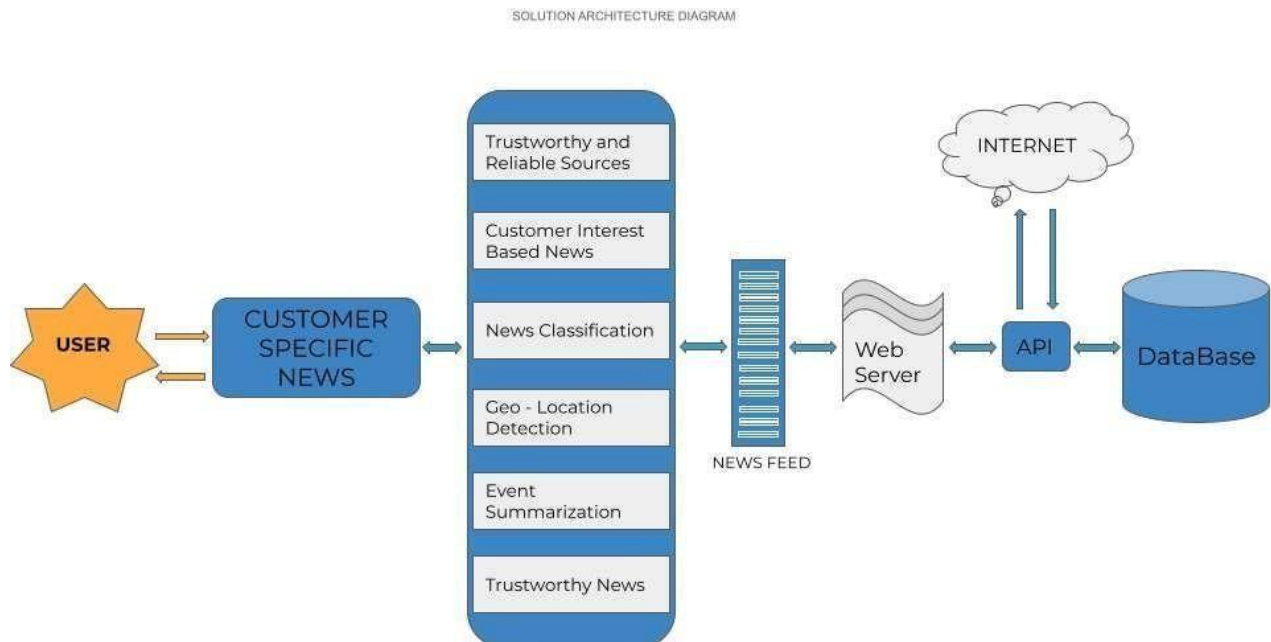 SOLUTION ARCHITECTURE DIAGRAM
USER
CUSTOMER
SPECIFIC
NEWS
Trustworthy and
Reliable Sources
Customer Interest
Based News
News Classification
Geo - Location
Detection
Event
Summarization
Trustworthy News
NEWS FEED
Web
Server
INTERNET
API
DataBase